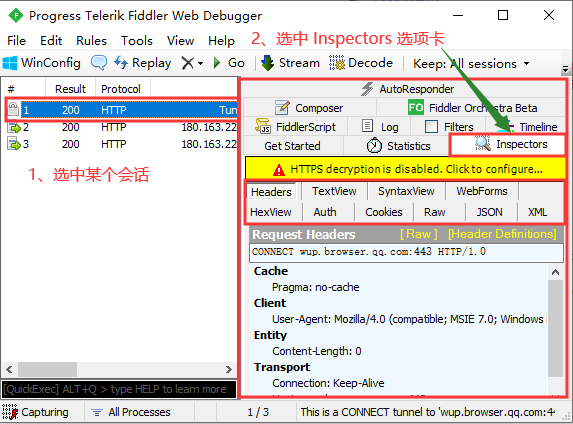 Progress Telerik Fiddler Web Debugger
File Edit Rules Tools View Help
2、选中 Inspectors 选项卡
WinConfig Replay Go Stream Decode Keep: All sessions
# Result Protocol
1 200 HTTP Tun
2 200 HTTP 180.163.22
3 200 HTTP 180.163.22
1、选中某个会话
AutoResponder
Composer FO Fiddler Orchestra Beta
FiddlerScript Log Filters Timeline
Get Started Statistics Inspectors
HTTPS decryption is disabled. Click to configure...
Headers TextView SyntaxView WebForms
HexView Auth Cookies Raw JSON XML
Request Headers [ Raw ] [Header Definitions]
CONNECT wup.browser.qq.com:443 HTTP/1.0
Cache
Pragma: no-cache
Client
User-Agent: Mozilla/4.0 (compatible; MSIE 7.0; Windows
Entity
Content-Length: 0
Transport
Connection: Keep-Alive
[QuickExec] ALT+Q > type HELP to learn more
Capturing All Processes 1 / 3 This is a CONNECT tunnel to 'wup.browser.qq.com:4